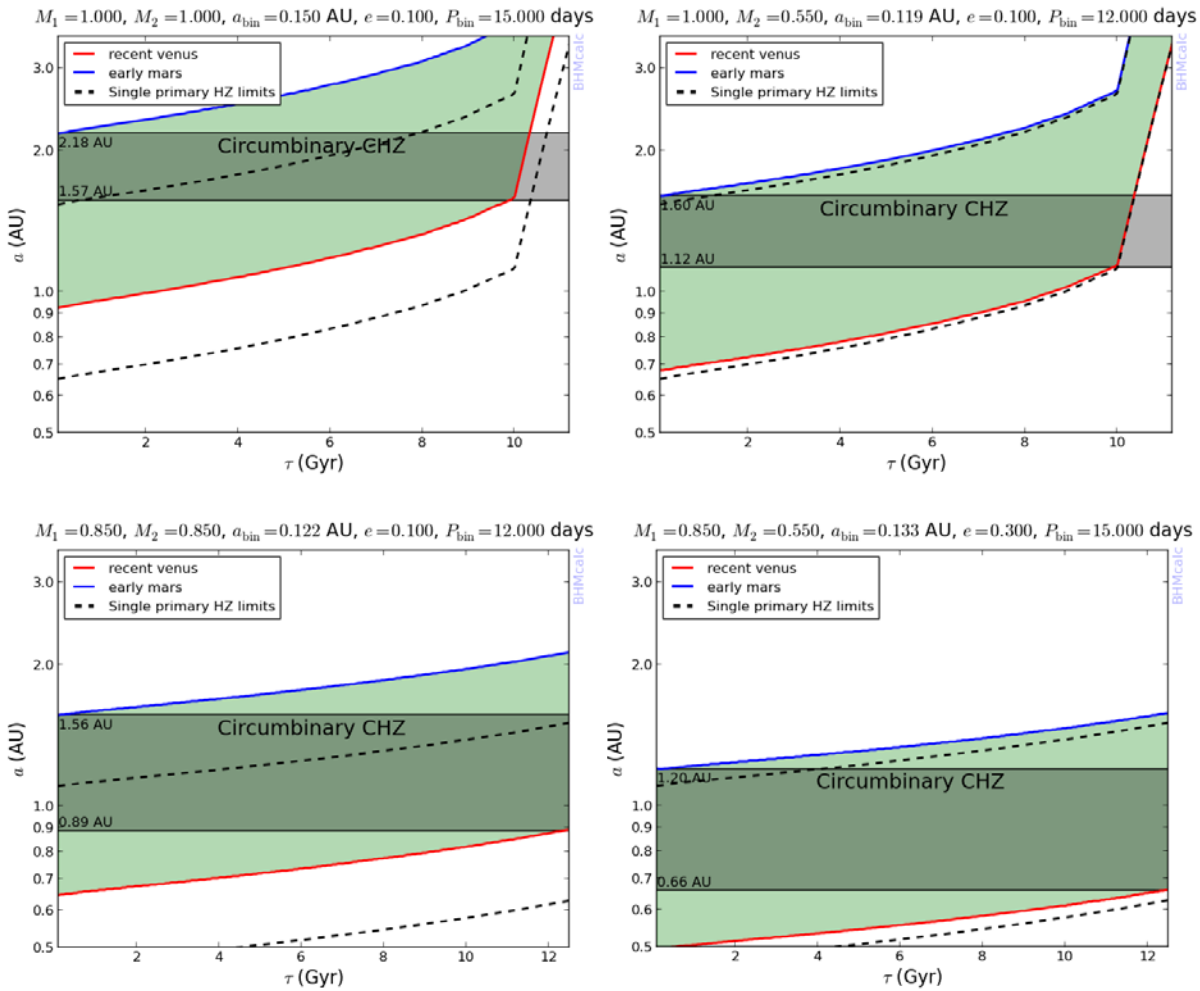 M₁=1.000, M₂=1.000, a_bin=0.150 AU, e=0.100, P_bin=15.000 days
recent venus
early mars
Single primary HZ limits
BHMcalc
3.0
2.0
1.0
0.9
0.8
0.7
0.6
0.5
a (AU)
2.18 AU
Circumbinary CHZ
1.57 AU
2
4
6
8
10
τ (Gyr)
M₁=1.000, M₂=0.550, a_bin=0.119 AU, e=0.100, P_bin=12.000 days
recent venus
early mars
Single primary HZ limits
BHMcalc
3.0
2.0
1.0
0.9
0.8
0.7
0.6
0.5
a (AU)
1.60 AU
Circumbinary CHZ
1.12 AU
2
4
6
8
10
τ (Gyr)
M₁=0.850, M₂=0.850, a_bin=0.122 AU, e=0.100, P_bin=12.000 days
recent venus
early mars
Single primary HZ limits
BHMcalc
3.0
2.0
1.0
0.9
0.8
0.7
0.6
0.5
a (AU)
1.56 AU
Circumbinary CHZ
0.89 AU
2
4
6
8
10
12
τ (Gyr)
M₁=0.850, M₂=0.550, a_bin=0.133 AU, e=0.300, P_bin=15.000 days
recent venus
early mars
Single primary HZ limits
BHMcalc
3.0
2.0
1.0
0.9
0.8
0.7
0.6
0.5
a (AU)
1.20 AU
Circumbinary CHZ
0.66 AU
2
4
6
8
10
12
τ (Gyr)